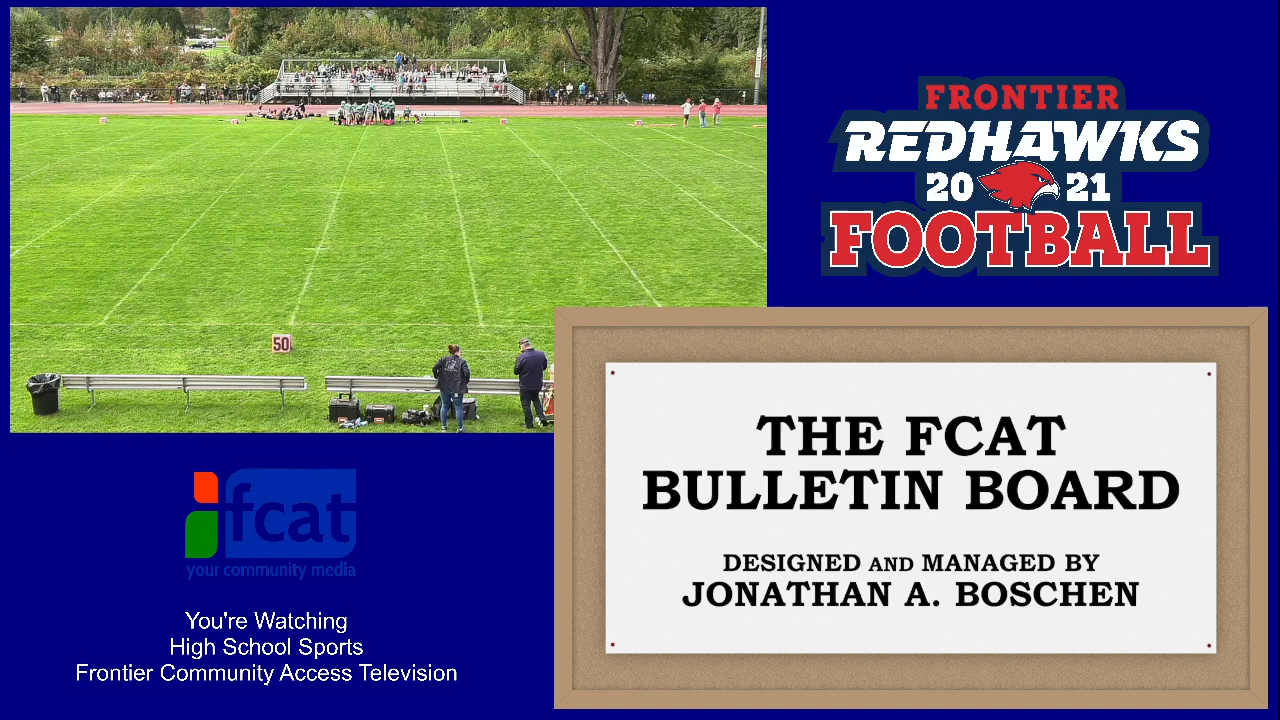 FRONTIER
REDHAWKS
20 21
FOOTBALL
50
THE FCAT
BULLETIN BOARD
DESIGNED AND MANAGED BY
JONATHAN A. BOSCHEN
fcat
your community media
You're Watching
High School Sports
Frontier Community Access Television